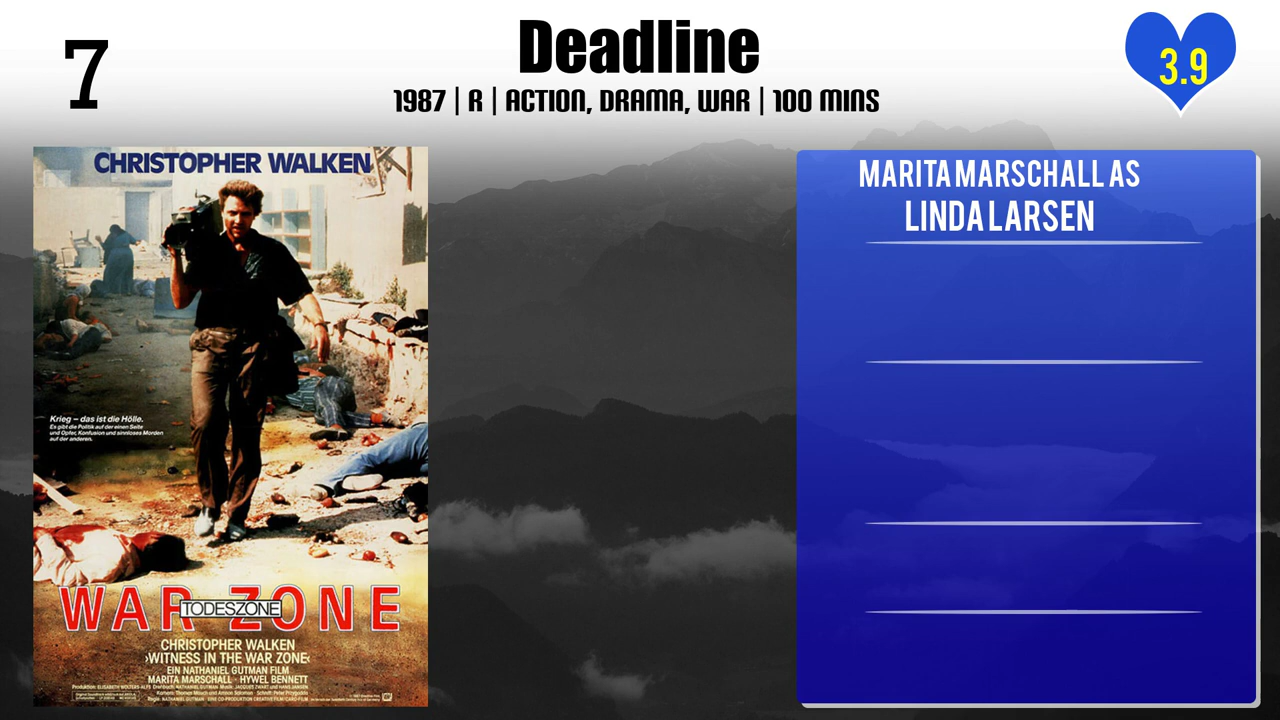 7
Deadline
1987 | R | ACTION, DRAMA, WAR | 100 MINS
3.9
CHRISTOPHER WALKEN
Krieg – das ist die Hölle.
Es gibt die Politik auf der einen Seite
und Opfer, Konfusion und sinnloses Morden
auf der anderen.
WAR ZONE
TODESZONE
CHRISTOPHER WALKEN
›WITNESS IN THE WAR ZONE‹
EIN NATHANIEL GUTMAN FILM
MARITA MARSCHALL - HYWEL BENNETT
MARITA MARSCHALL AS
LINDA LARSEN